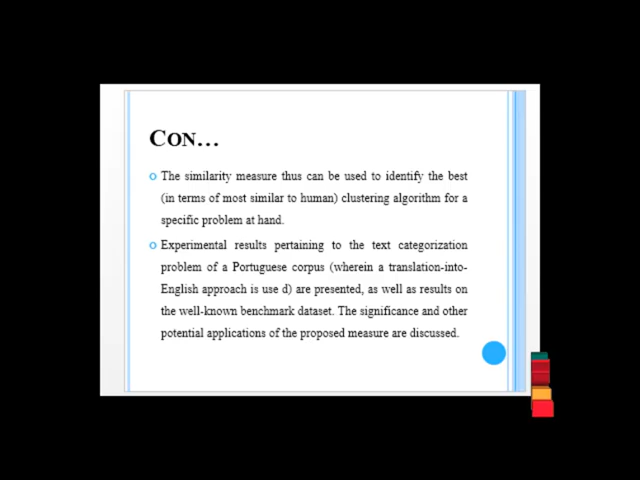 CON…
The similarity measure thus can be used to identify the best
(in terms of most similar to human) clustering algorithm for a
specific problem at hand.
Experimental results pertaining to the text categorization
problem of a Portuguese corpus (wherein a translation-into-
English approach is use d) are presented, as well as results on
the well-known benchmark dataset. The significance and other
potential applications of the proposed measure are discussed.